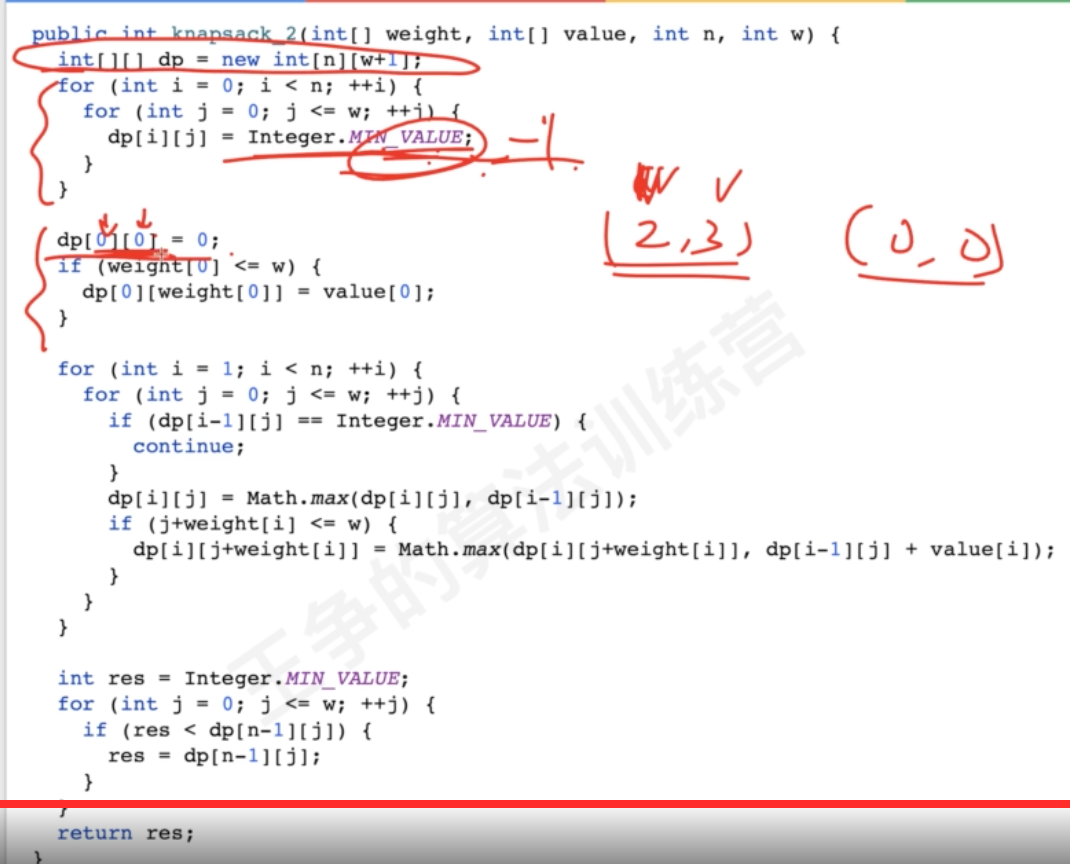 public int knapsack_2(int[] weight, int[] value, int n, int w) {
int[][] dp = new int[n][w+1];
for (int i = 0; i < n; ++i) {
for (int j = 0; j <= w; ++j) {
dp[i][j] = Integer.MIN_VALUE; -1
}
}
W V
(2,3) (0, 0)
dp[0][0] = 0;
if (weight[0] <= w) {
dp[0][weight[0]] = value[0];
}
for (int i = 1; i < n; ++i) {
for (int j = 0; j <= w; ++j) {
if (dp[i-1][j] == Integer.MIN_VALUE) {
continue;
}
dp[i][j] = Math.max(dp[i][j], dp[i-1][j]);
if (j+weight[i] <= w) {
dp[i][j+weight[i]] = Math.max(dp[i][j+weight[i]], dp[i-1][j] + value[i]);
}
}
}
int res = Integer.MIN_VALUE;
for (int j = 0; j <= w; ++j) {
if (res < dp[n-1][j]) {
res = dp[n-1][j];
}
}
return res;
}
王争的算法训练营